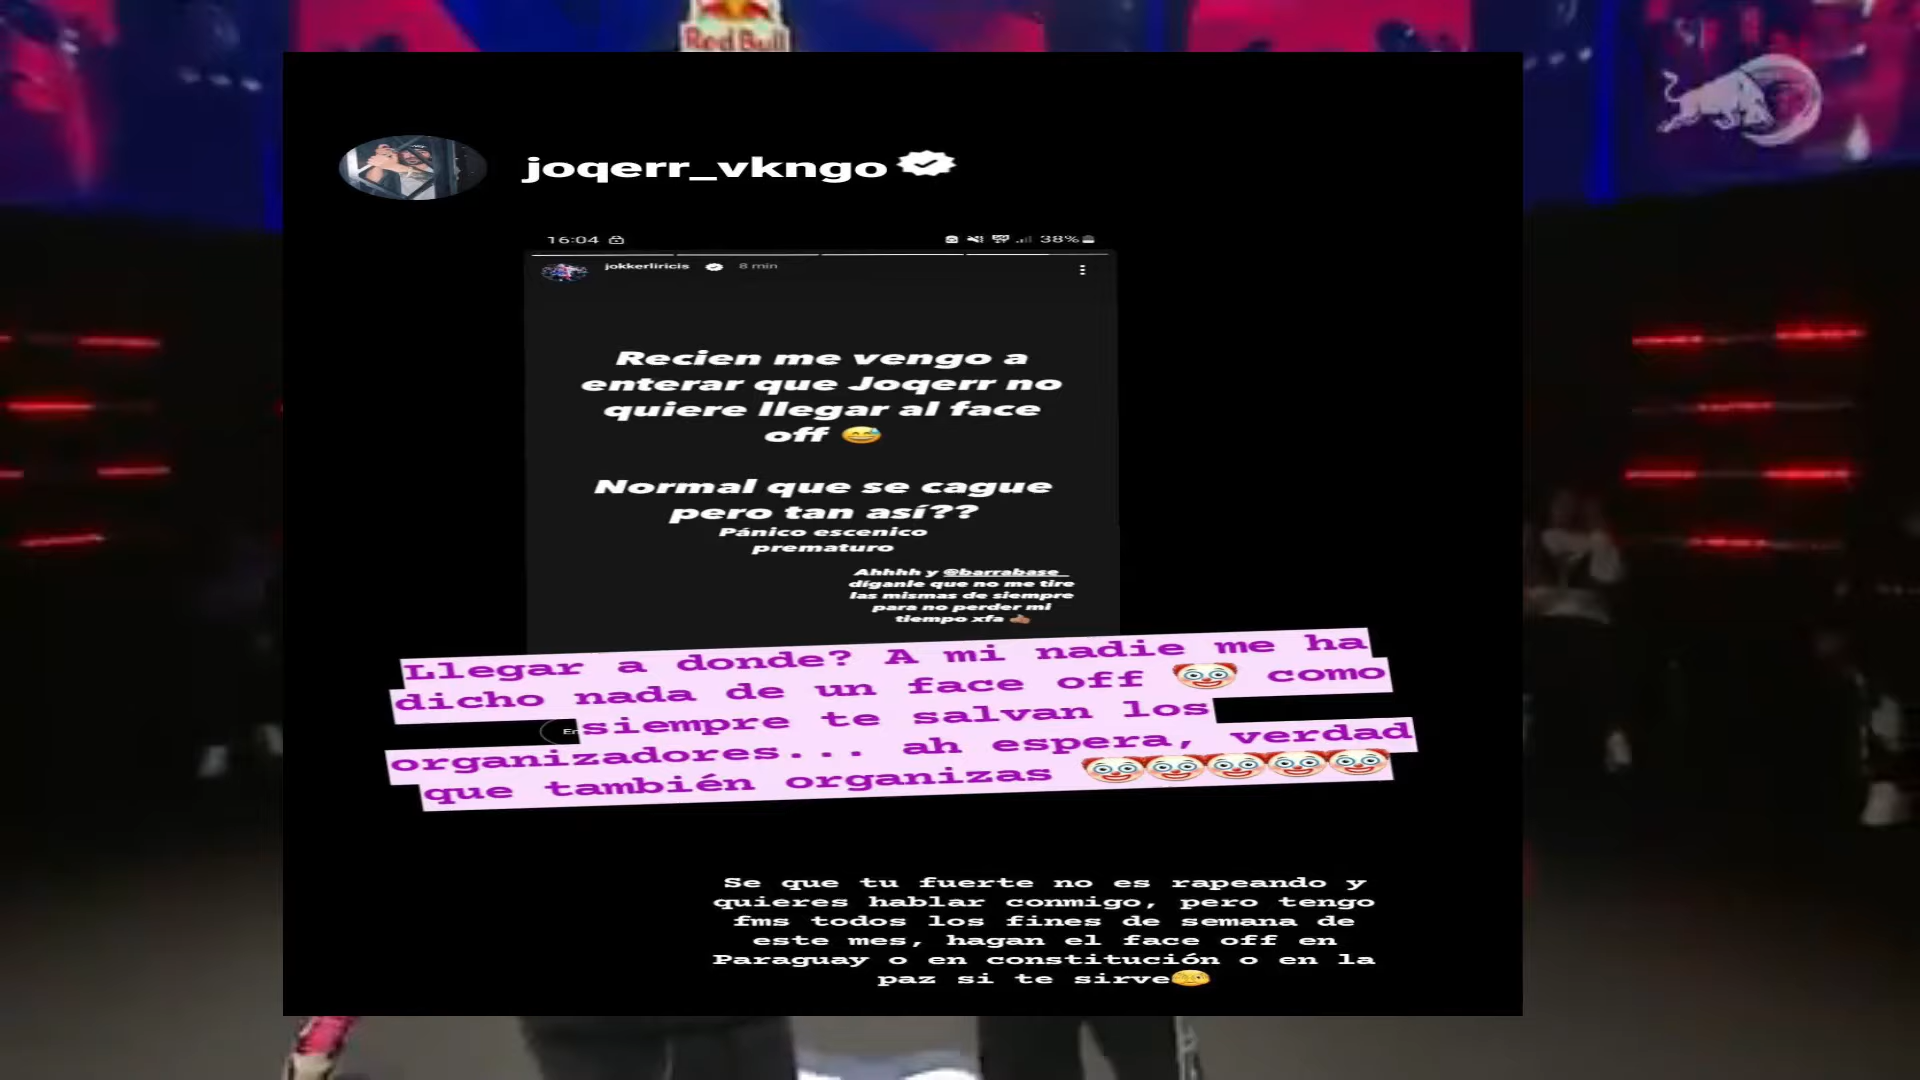 Red Bull
joqerr_vkngo
16:04
38%
jokkerliricis 8 min
Recien me vengo a
enterar que Joqerr no
quiere llegar al face
off 😅
Normal que se cague
pero tan así??
Pánico escenico
prematuro
Ahhhh y @barrabase_
díganle que no me tire
las mismas de siempre
para no perder mi
tiempo xfa 👍🏽
Llegar a donde? A mi nadie me ha
dicho nada de un face off 🤡 como
siempre te salvan los
organizadores... ah espera, verdad
que también organizas 🤡🤡🤡🤡🤡
Se que tu fuerte no es rapeando y
quieres hablar conmigo, pero tengo
fms todos los fines de semana de
este mes, hagan el face off en
Paraguay o en constitución o en la
paz si te sirve🫣